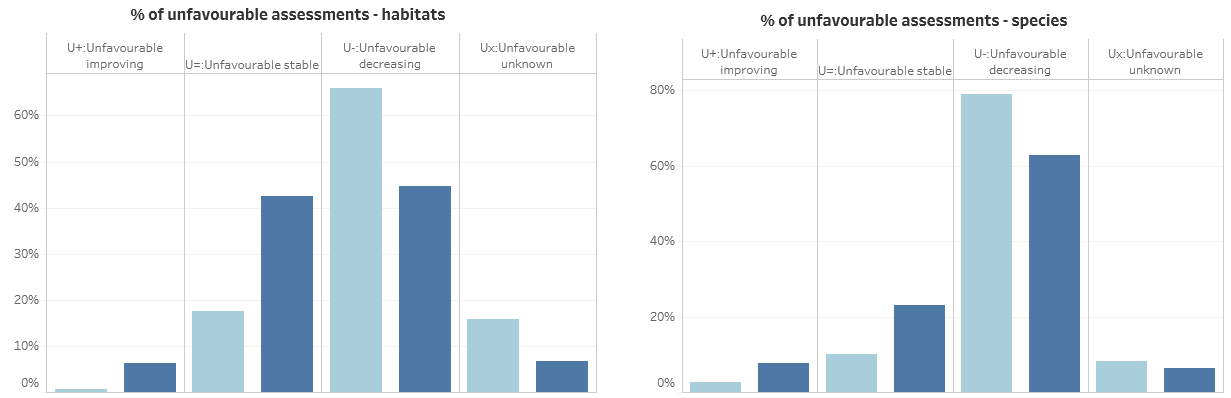 % of unfavourable assessments - habitats
U+:Unfavourable
improving
U=:Unfavourable stable
U-:Unfavourable
decreasing
Ux:Unfavourable
unknown
60%
50%
40%
30%
20%
10%
0%
% of unfavourable assessments - species
U+:Unfavourable
improving
U=:Unfavourable stable
U-:Unfavourable
decreasing
Ux:Unfavourable
unknown
80%
60%
40%
20%
0%